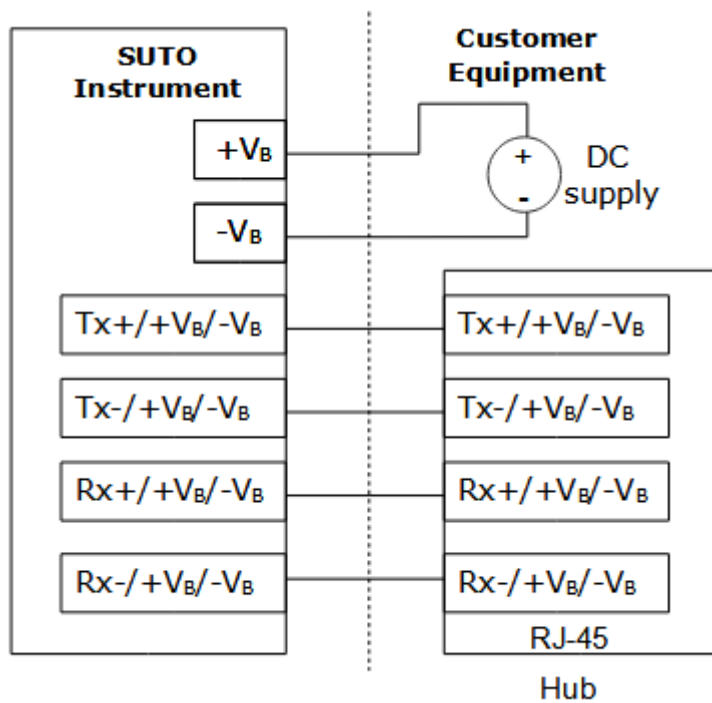 SUTO
Instrument
Customer
Equipment
+VB
-VB
+
-
DC
supply
Tx+/+VB/-VB
Tx-/+VB/-VB
Rx+/+VB/-VB
Rx-/+VB/-VB
Tx+/+VB/-VB
Tx-/+VB/-VB
Rx+/+VB/-VB
Rx-/+VB/-VB
RJ-45
Hub